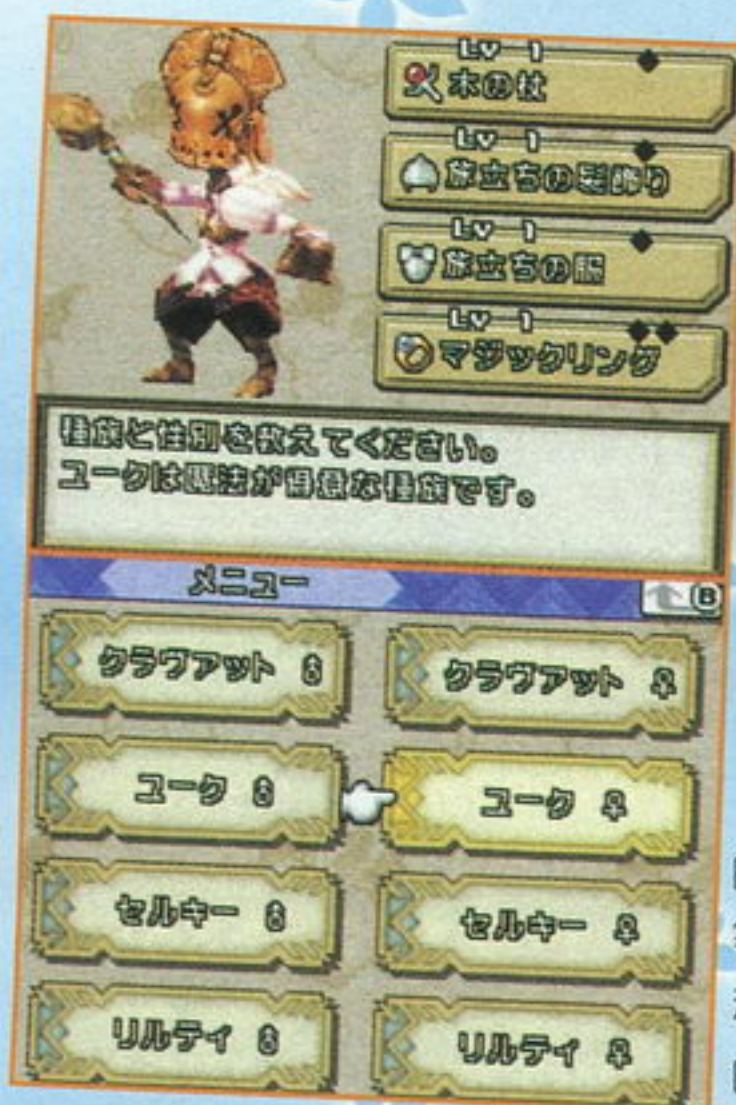 Lv 1
木の杖
Lv 1
旅立ちの髪飾り
Lv 1
旅立ちの服
Lv 1
マジックリング
種族と性別を教えてください。
ユークは魔法が得意な種族です。
メニュー B
クラヴァット ♂ クラヴァット ♀
ユーク ♂ ユーク ♀
セルキー ♂ セルキー ♀
リルティ ♂ リルティ ♀